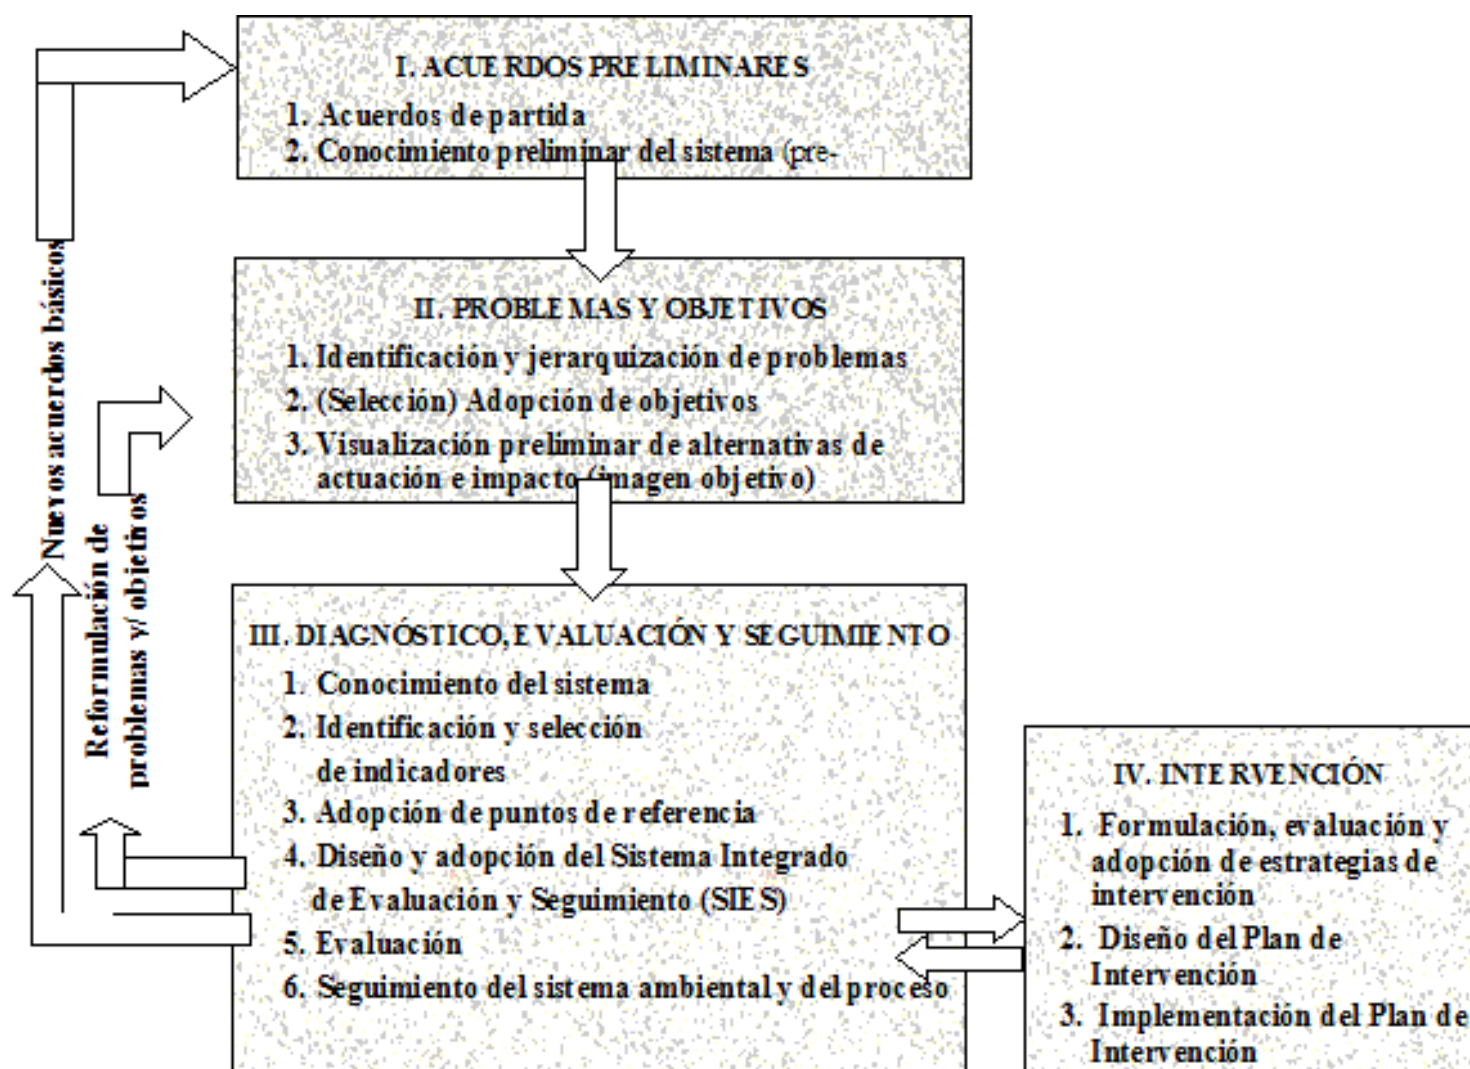 I. ACUERDOS PRELIMINARES
1. Acuerdos de partida
2. Conocimiento preliminar del sistema (pre-
II. PROBLEMAS Y OBJETIVOS
1. Identificación y jerarquización de problemas
2. (Selección) Adopción de objetivos
3. Visualización preliminar de alternativas de
actuación e impacto (imagen objetivo)
Nuevos acuerdos básicos
Reformulación de
problemas y/ objetivos
III. DIAGNÓSTICO, EVALUACIÓN Y SEGUIMIENTO
1. Conocimiento del sistema
2. Identificación y selección
de indicadores
3. Adopción de puntos de referencia
4. Diseño y adopción del Sistema Integrado
de Evaluación y Seguimiento (SIES)
5. Evaluación
6. Seguimiento del sistema ambiental y del proceso
IV. INTERVENCIÓN
1. Formulación, evaluación y
adopción de estrategias de
intervención
2. Diseño del Plan de
Intervención
3. Implementación del Plan de
Intervención